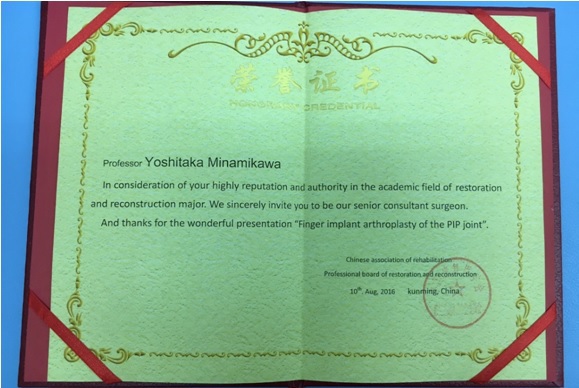 荣誉证书
HONORARY CREDENTIAL
Professor Yoshitaka Minamikawa
In consideration of your highly reputation and authority in the academic field of restoration
and reconstruction major. We sincerely invite you to be our senior consultant surgeon.
And thanks for the wonderful presentation "Finger implant arthroplasty of the PIP joint".
Chinese association of rehabilitation
Professional board of restoration and reconstruction
10th. Aug, 2016 kunming, China